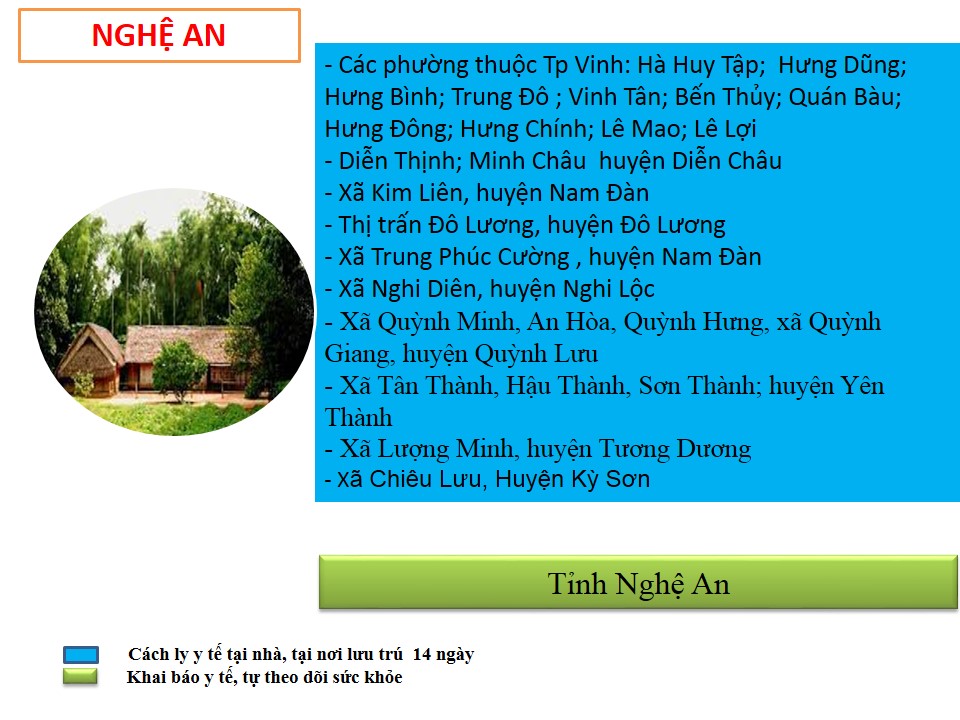 NGHỆ AN
- Các phường thuộc Tp Vinh: Hà Huy Tập; Hưng Dũng;
Hưng Bình; Trung Đô ; Vinh Tân; Bến Thủy; Quán Bàu;
Hưng Đông; Hưng Chính; Lê Mao; Lê Lợi
- Diễn Thịnh; Minh Châu huyện Diễn Châu
- Xã Kim Liên, huyện Nam Đàn
- Thị trấn Đô Lương, huyện Đô Lương
- Xã Trung Phúc Cường , huyện Nam Đàn
- Xã Nghi Diên, huyện Nghi Lộc
- Xã Quỳnh Minh, An Hòa, Quỳnh Hưng, xã Quỳnh
Giang, huyện Quỳnh Lưu
- Xã Tân Thành, Hậu Thành, Sơn Thành; huyện Yên
Thành
- Xã Lượng Minh, huyện Tương Dương
- xã Chiêu Lưu, Huyện Kỳ Sơn
Tỉnh Nghệ An
Cách ly y tế tại nhà, tại nơi lưu trú 14 ngày
Khai báo y tế, tự theo dõi sức khỏe